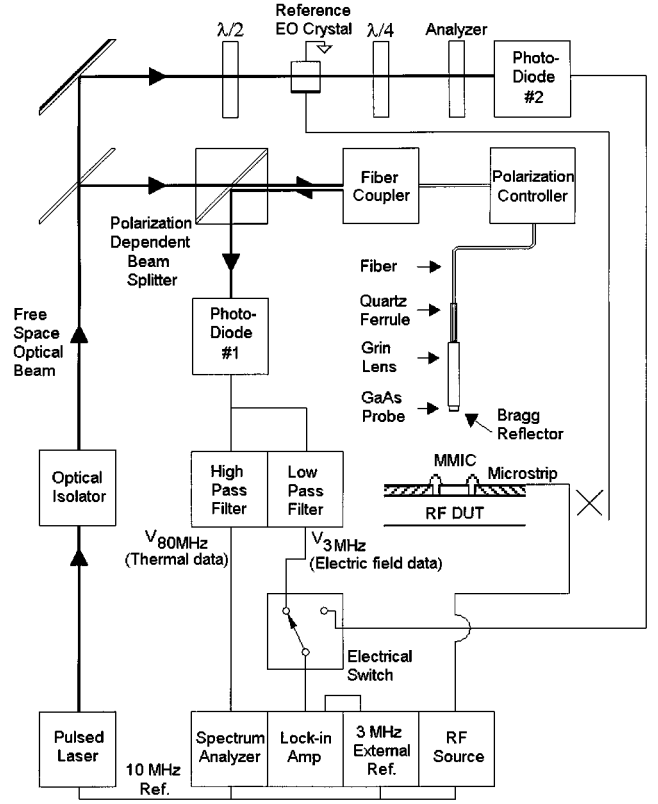 λ/2
Reference
EO Crystal
λ/4
Analyzer
Photo-
Diode
#2
Polarization
Dependent
Beam
Splitter
Fiber
Coupler
Polarization
Controller
Free
Space
Optical
Beam
Photo-
Diode
#1
Fiber
Quartz
Ferrule
Grin
Lens
GaAs
Probe
Bragg
Reflector
Optical
Isolator
High
Pass
Filter
Low
Pass
Filter
MMIC
Microstrip
RF DUT
V80MHz
(Thermal data)
V3MHz
(Electric field data)
Electrical
Switch
Pulsed
Laser
10 MHz
Ref.
Spectrum
Analyzer
Lock-in
Amp
3 MHz
External
Ref.
RF
Source